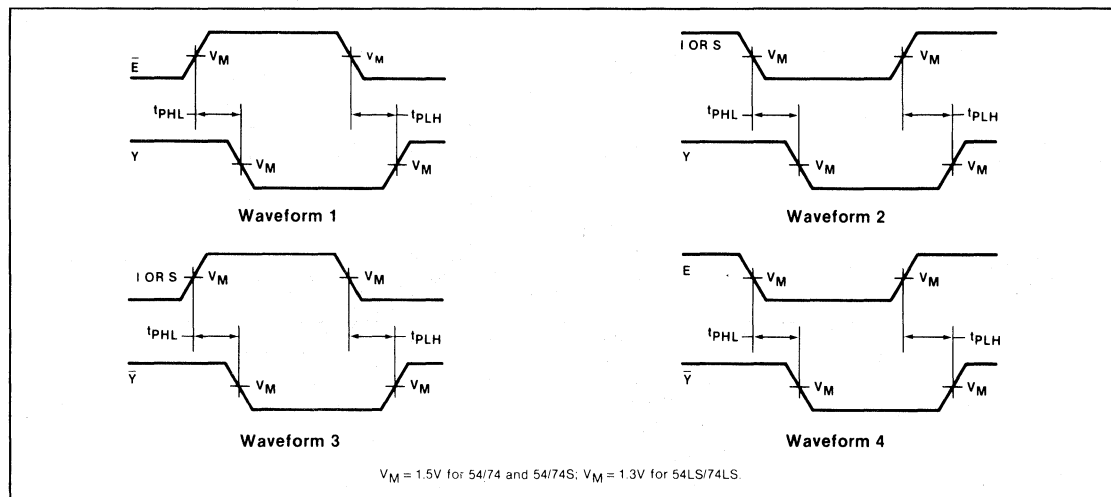 E̅
V_M
V_M
t_PHL
t_PLH
Y
V_M
V_M
Waveform 1
I OR S
V_M
V_M
t_PHL
t_PLH
Y
V_M
V_M
Waveform 2
I OR S
V_M
V_M
t_PHL
t_PLH
Y̅
V_M
V_M
Waveform 3
E
V_M
V_M
t_PHL
t_PLH
Y̅
V_M
V_M
Waveform 4
V_M = 1.5V for 54/74 and 54/74S; V_M = 1.3V for 54LS/74LS.